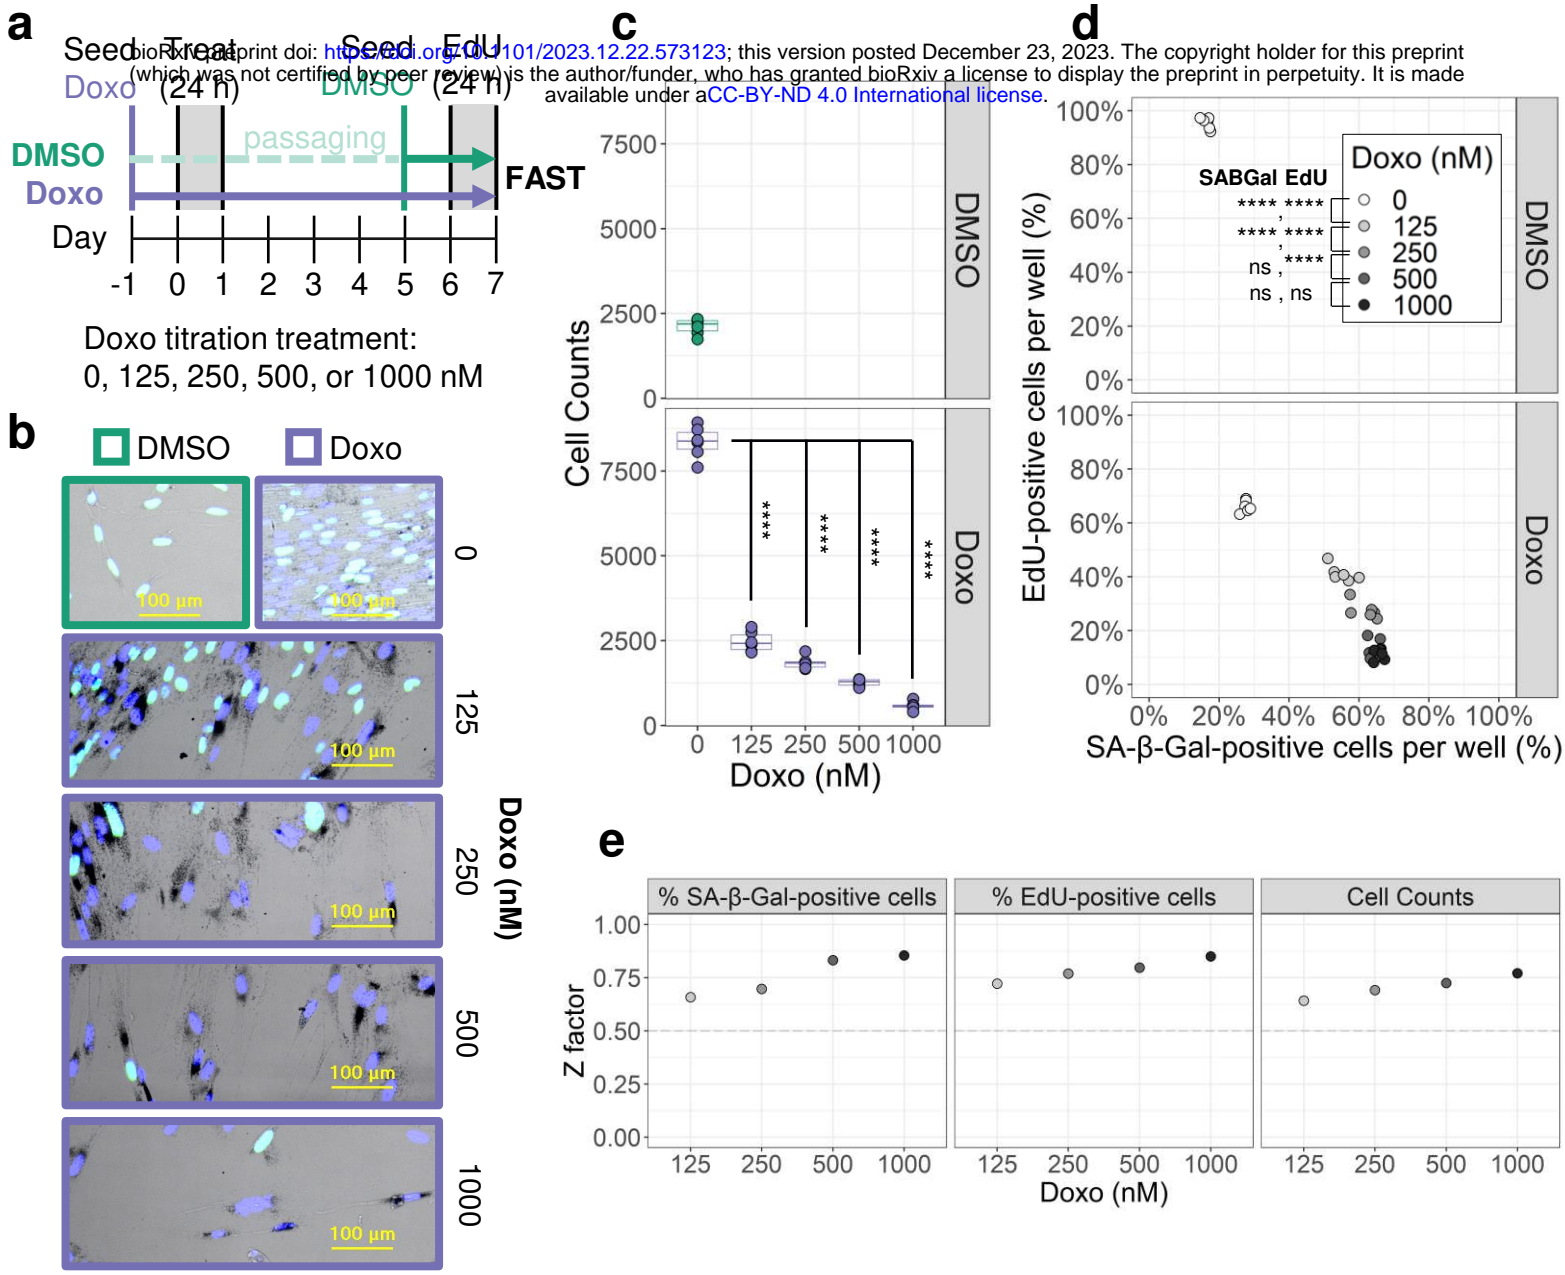 a
c
d
bioRxiv preprint doi: https://doi.org/10.1101/2023.12.22.573123; this version posted December 23, 2023. The copyright holder for this preprint
(which was not certified by peer review) is the author/funder, who has granted bioRxiv a license to display the preprint in perpetuity. It is made
available under aCC-BY-ND 4.0 International license.
Seed Treat Seed EdU
Doxo (24 h) DMSO (24 h)
passaging
DMSO
Doxo
FAST
Day
-1 0 1 2 3 4 5 6 7
Doxo titration treatment:
0, 125, 250, 500, or 1000 nM
b
DMSO Doxo
0
100 µm 100 µm
125
100 µm
250
100 µm
500
100 µm
1000
100 µm
Doxo (nM)
Cell Counts
7500
5000
2500
0
DMSO
7500
5000
2500
0
Doxo
**** **** **** ****
0 125 250 500 1000
Doxo (nM)
EdU-positive cells per well (%)
100%
80%
60%
40%
20%
0%
DMSO
SABGal EdU
****, ****
****, ****
ns , ****
ns , ns
Doxo (nM)
0
125
250
500
1000
100%
80%
60%
40%
20%
0%
Doxo
0% 20% 40% 60% 80% 100%
SA-β-Gal-positive cells per well (%)
e
% SA-β-Gal-positive cells % EdU-positive cells Cell Counts
Z factor
1.00
0.75
0.50
0.25
0.00
125 250 500 1000 125 250 500 1000 125 250 500 1000
Doxo (nM)